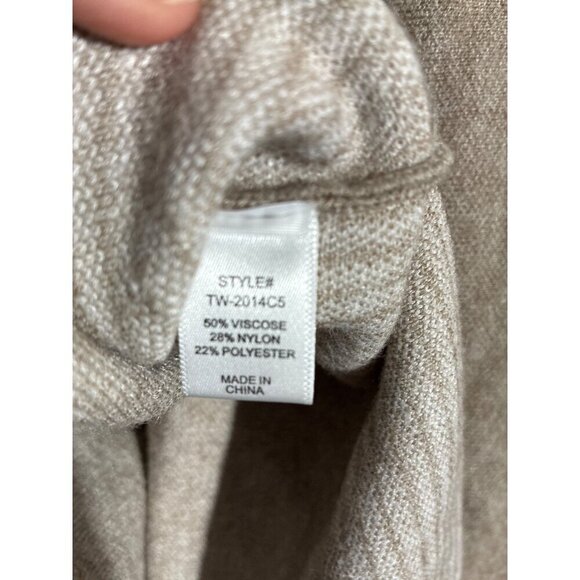 STYLE#
TW-2014C5
50% VISCOSE
28% NYLON
22% POLYESTER
MADE IN
CHINA